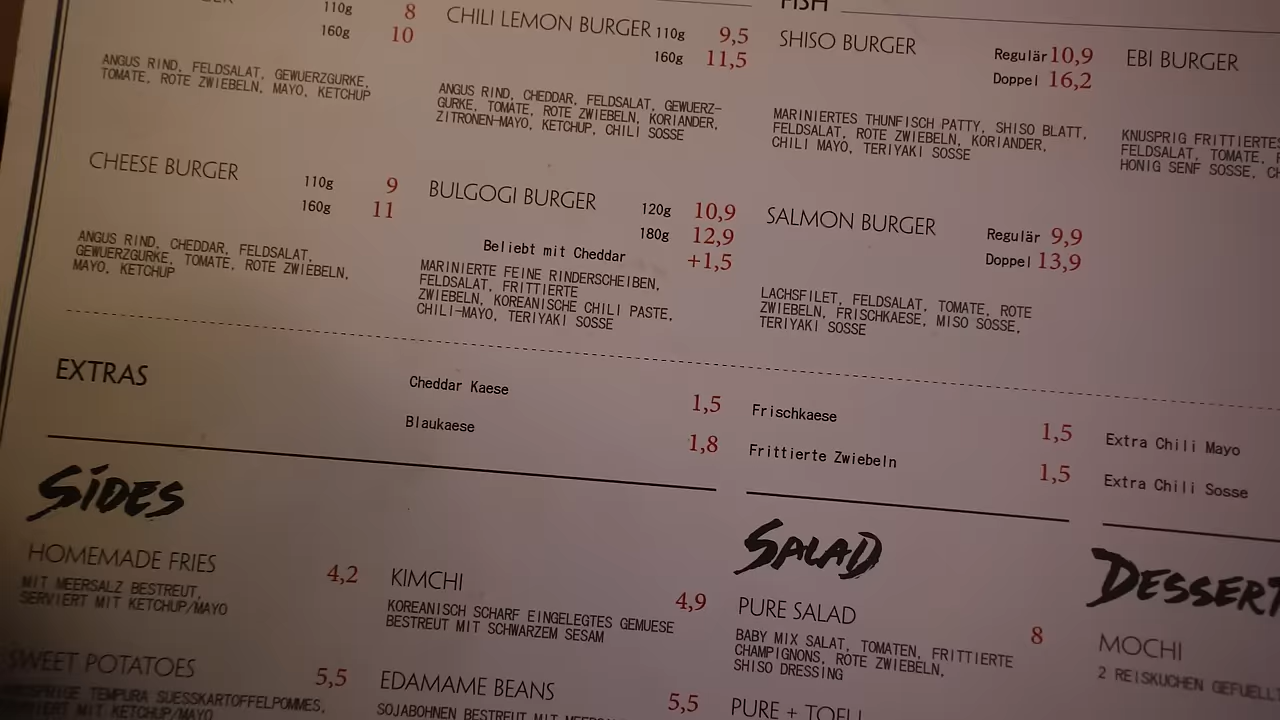 110g 8
160g 10
ANGUS RIND, FELDSALAT, GEWUERZGURKE,
TOMATE, ROTE ZWIEBELN, MAYO, KETCHUP
CHEESE BURGER 110g 9
160g 11
ANGUS RIND, CHEDDAR, FELDSALAT,
GEWUERZGURKE, TOMATE, ROTE ZWIEBELN,
MAYO, KETCHUP
CHILI LEMON BURGER 110g 9,5
160g 11,5
ANGUS RIND, CHEDDAR, FELDSALAT, GEWUERZ-
GURKE, TOMATE, ROTE ZWIEBELN, KORIANDER,
ZITRONEN-MAYO, KETCHUP, CHILI SOSSE
BULGOGI BURGER 120g 10,9
180g 12,9
Beliebt mit Cheddar +1,5
MARINIERTE FEINE RINDERSCHEIBEN,
FELDSALAT, FRITTIERTE
ZWIEBELN, KOREANISCHE CHILI PASTE,
CHILI-MAYO, TERIYAKI SOSSE
FISH
SHISO BURGER Regulär 10,9
Doppel 16,2
MARINIERTES THUNFISCH PATTY, SHISO BLATT,
FELDSALAT, ROTE ZWIEBELN, KORIANDER,
CHILI MAYO, TERIYAKI SOSSE
SALMON BURGER Regulär 9,9
Doppel 13,9
LACHSFILET, FELDSALAT, TOMATE, ROTE
ZWIEBELN, FRISCHKAESE, MISO SOSSE,
TERIYAKI SOSSE
EBI BURGER
KNUSPRIG FRITTIERTES
FELDSALAT, TOMATE,
HONIG SENF SOSSE,
EXTRAS
Cheddar Kaese 1,5
Blaukaese 1,8
Frischkaese 1,5
Frittierte Zwiebeln 1,5
Extra Chili Mayo
Extra Chili Sosse
SIDES
HOMEMADE FRIES 4,2
MIT MEERSALZ BESTREUT,
SERVIERT MIT KETCHUP/MAYO
SWEET POTATOES 5,5
TEMPURA SUESSKARTOFFELPOMMES,
MIT KETCHUP/MAYO
KIMCHI 4,9
KOREANISCH SCHARF EINGELEGTES GEMUESE
BESTREUT MIT SCHWARZEM SESAM
EDAMAME BEANS 5,5
SOJABOHNEN BESTREUT MIT
SALAD
PURE SALAD 8
BABY MIX SALAT, TOMATEN, FRITTIERTE
CHAMPIGNONS, ROTE ZWIEBELN,
SHISO DRESSING
PURE + TOFU
DESSERT
MOCHI
2 REISKUCHEN GEFUELLT